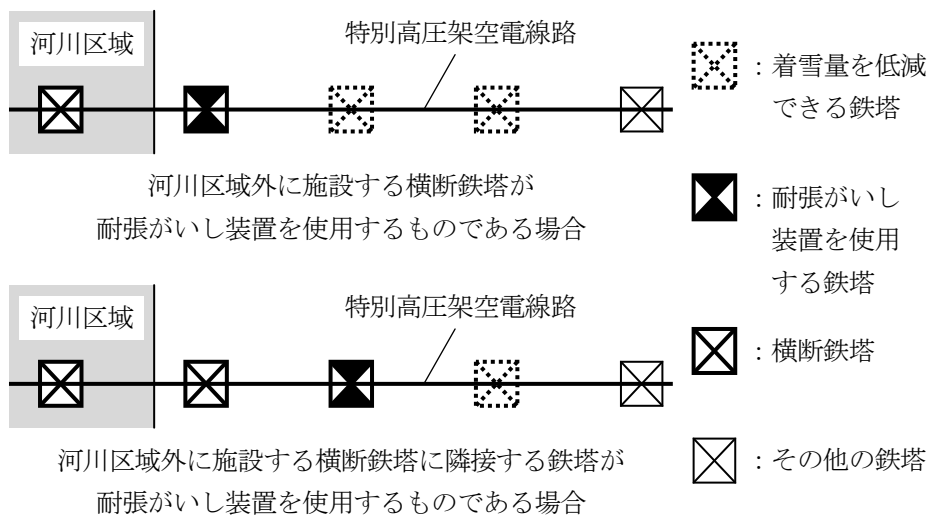 河川区域
特別高圧架空電線路
河川区域外に施設する横断鉄塔が
耐張がいし装置を使用するものである場合
河川区域
特別高圧架空電線路
河川区域外に施設する横断鉄塔に隣接する鉄塔が
耐張がいし装置を使用するものである場合
：着雪量を低減
できる鉄塔
：耐張がいし
装置を使用
する鉄塔
：横断鉄塔
：その他の鉄塔